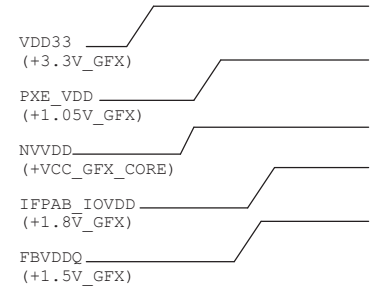 VDD33
(+3.3V_GFX)
PXE_VDD
(+1.05V_GFX)
NVVDD
(+VCC_GFX_CORE)
IFPAB_IOVDD
(+1.8V_GFX)
FBVDDQ
(+1.5V_GFX)